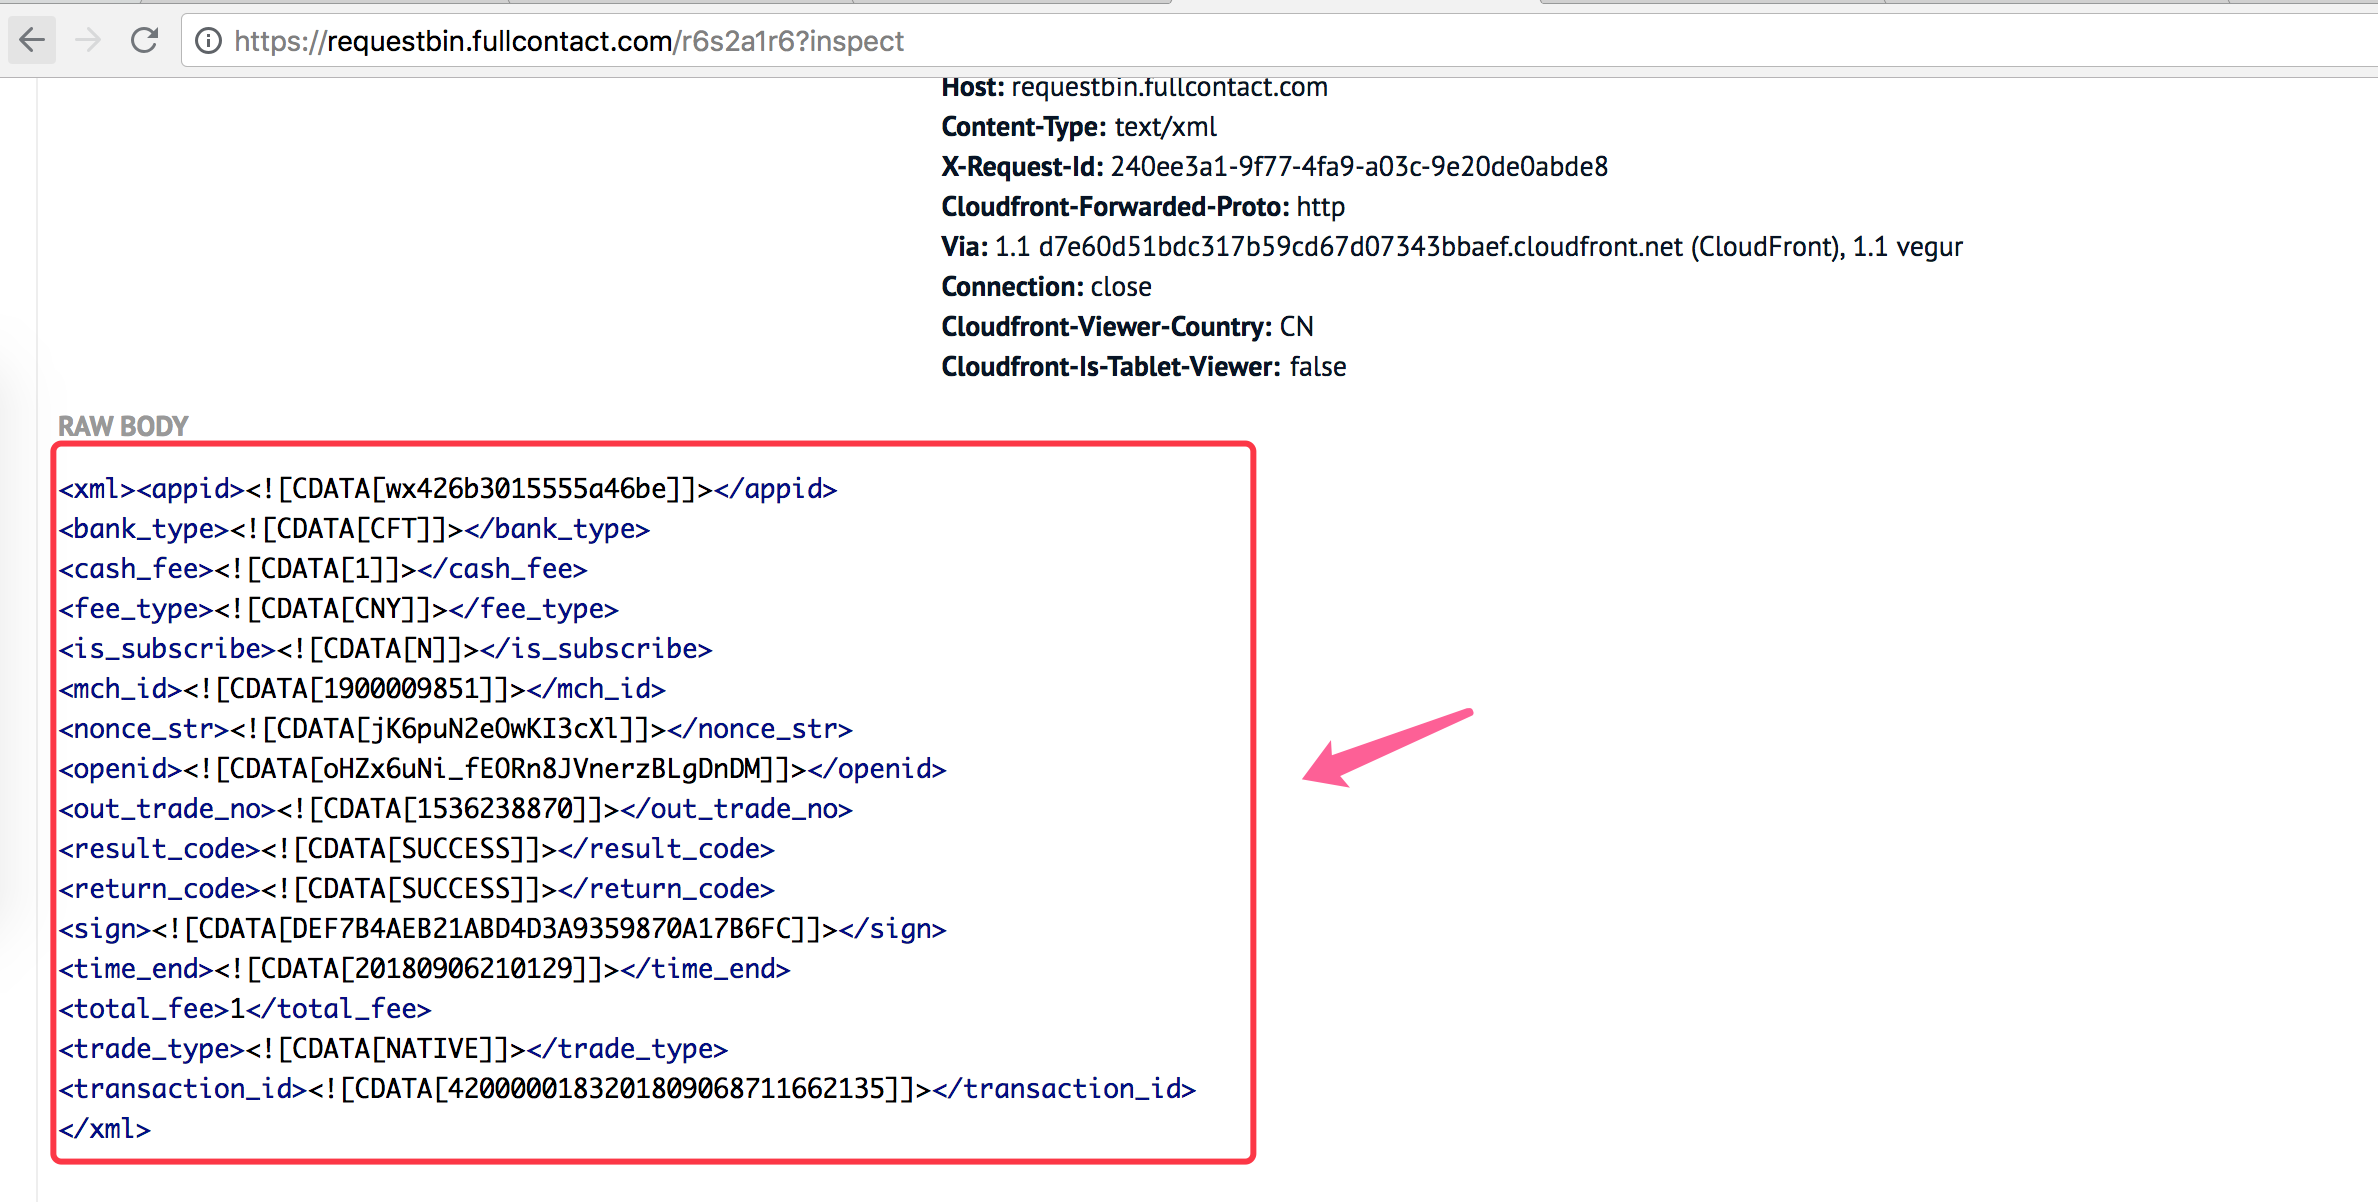 https://requestbin.fullcontact.com/r6s2a1r6?inspect
Host: requestbin.fullcontact.com
Content-Type: text/xml
X-Request-Id: 240ee3a1-9f77-4fa9-a03c-9e20de0abde8
Cloudfront-Forwarded-Proto: http
Via: 1.1 d7e60d51bdc317b59cd67d07343bbaef.cloudfront.net (CloudFront), 1.1 vegur
Connection: close
Cloudfront-Viewer-Country: CN
Cloudfront-Is-Tablet-Viewer: false
RAW BODY
<xml><appid><![CDATA[wx426b3015555a46be]]></appid>
<bank_type><![CDATA[CFT]]></bank_type>
<cash_fee><![CDATA[1]]></cash_fee>
<fee_type><![CDATA[CNY]]></fee_type>
<is_subscribe><![CDATA[N]]></is_subscribe>
<mch_id><![CDATA[1900009851]]></mch_id>
<nonce_str><![CDATA[jK6puN2eOwKI3cXl]]></nonce_str>
<openid><![CDATA[oHZx6uNi_fEORn8JVnerzBLgDnDM]]></openid>
<out_trade_no><![CDATA[1536238870]]></out_trade_no>
<result_code><![CDATA[SUCCESS]]></result_code>
<return_code><![CDATA[SUCCESS]]></return_code>
<sign><![CDATA[DEF7B4AEB21ABD4D3A9359870A17B6FC]]></sign>
<time_end><![CDATA[20180906210129]]></time_end>
<total_fee>1</total_fee>
<trade_type><![CDATA[NATIVE]]></trade_type>
<transaction_id><![CDATA[4200000183201809068711662135]]></transaction_id>
</xml>